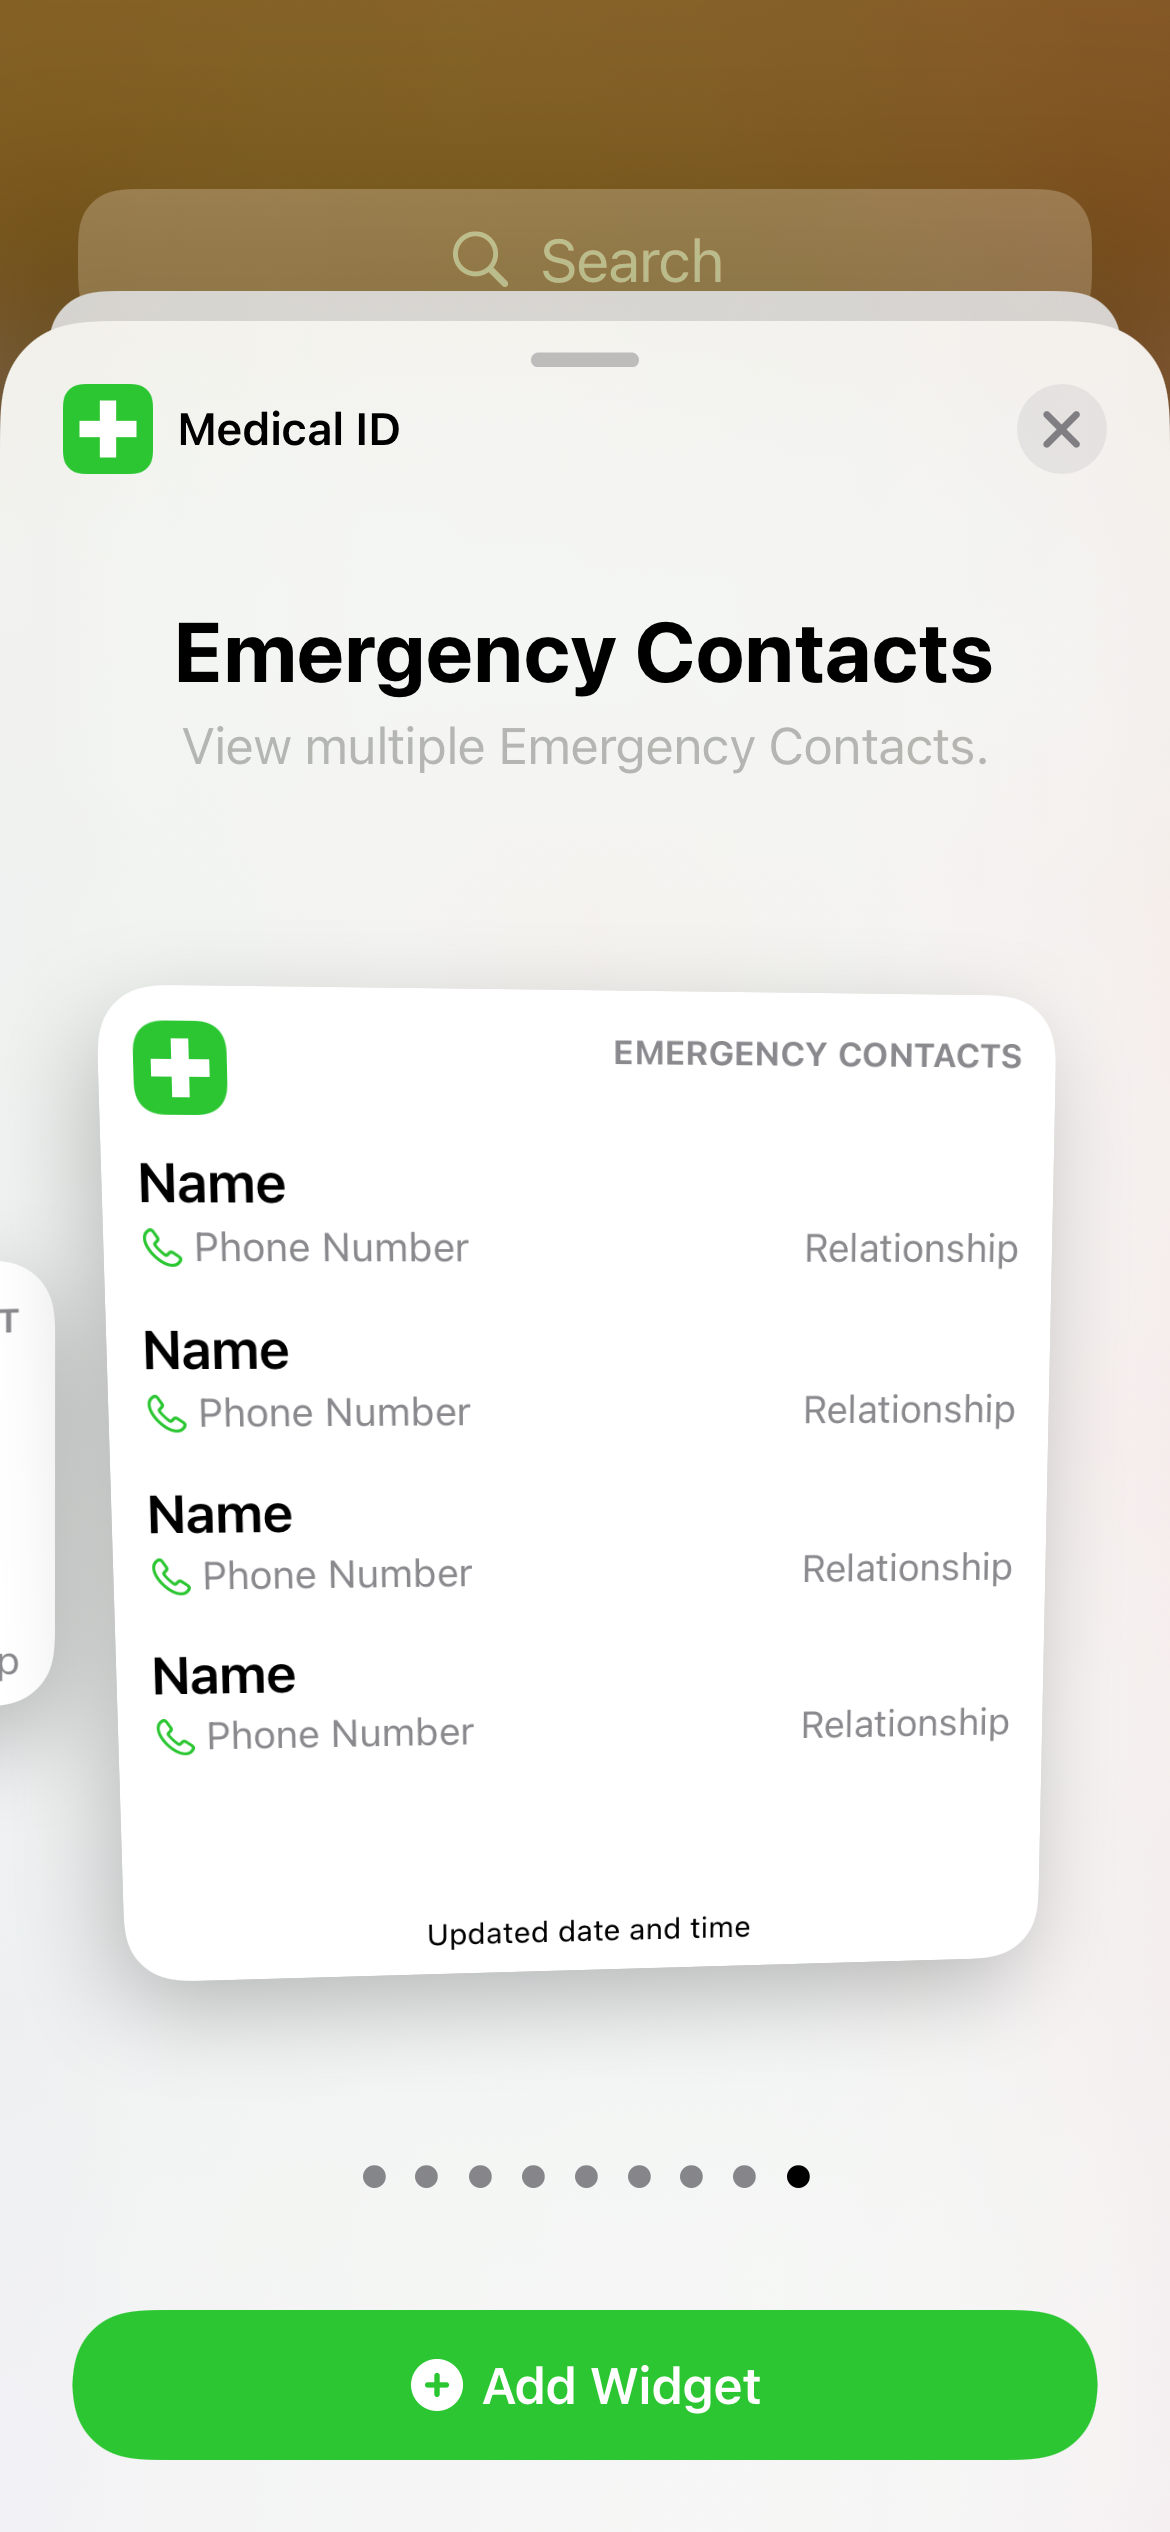 Search
Medical ID
Emergency Contacts
View multiple Emergency Contacts.
EMERGENCY CONTACTS
Name
Phone Number Relationship
T
Name
Phone Number Relationship
Name
Phone Number Relationship
p
Name
Phone Number Relationship
Updated date and time
Add Widget